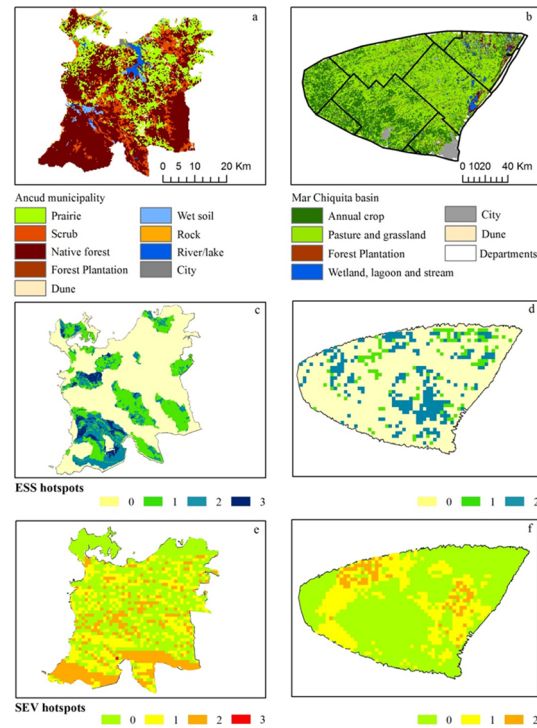 a
b
0 5 10 20 Km
0 1020 40 Km
Ancud municipality
Prairie
Scrub
Native forest
Forest Plantation
Dune
Wet soil
Rock
River/lake
City
Mar Chiquita basin
Annual crop
Pasture and grassland
Forest Plantation
Wetland, lagoon and stream
City
Dune
Departments
c
d
ESS hotspots
0 1 2 3
0 1 2
e
f
SEV hotspots
0 1 2 3
0 1 2